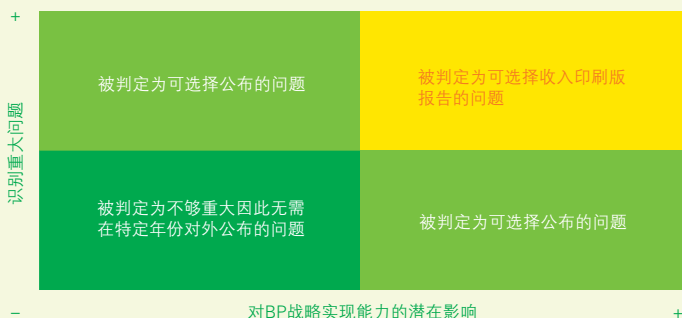 +
被判定为可选择公布的问题
被判定为可选择收入印刷版
报告的问题
识别重大问题
被判定为不够重大因此无需
在特定年份对外公布的问题
被判定为可选择公布的问题
–
对BP战略实现能力的潜在影响
+